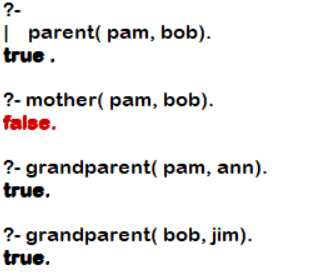 ?-
|   parent( pam, bob).
true .
?- mother( pam, bob).
false.
?- grandparent( pam, ann).
true.
?- grandparent( bob, jim).
true.